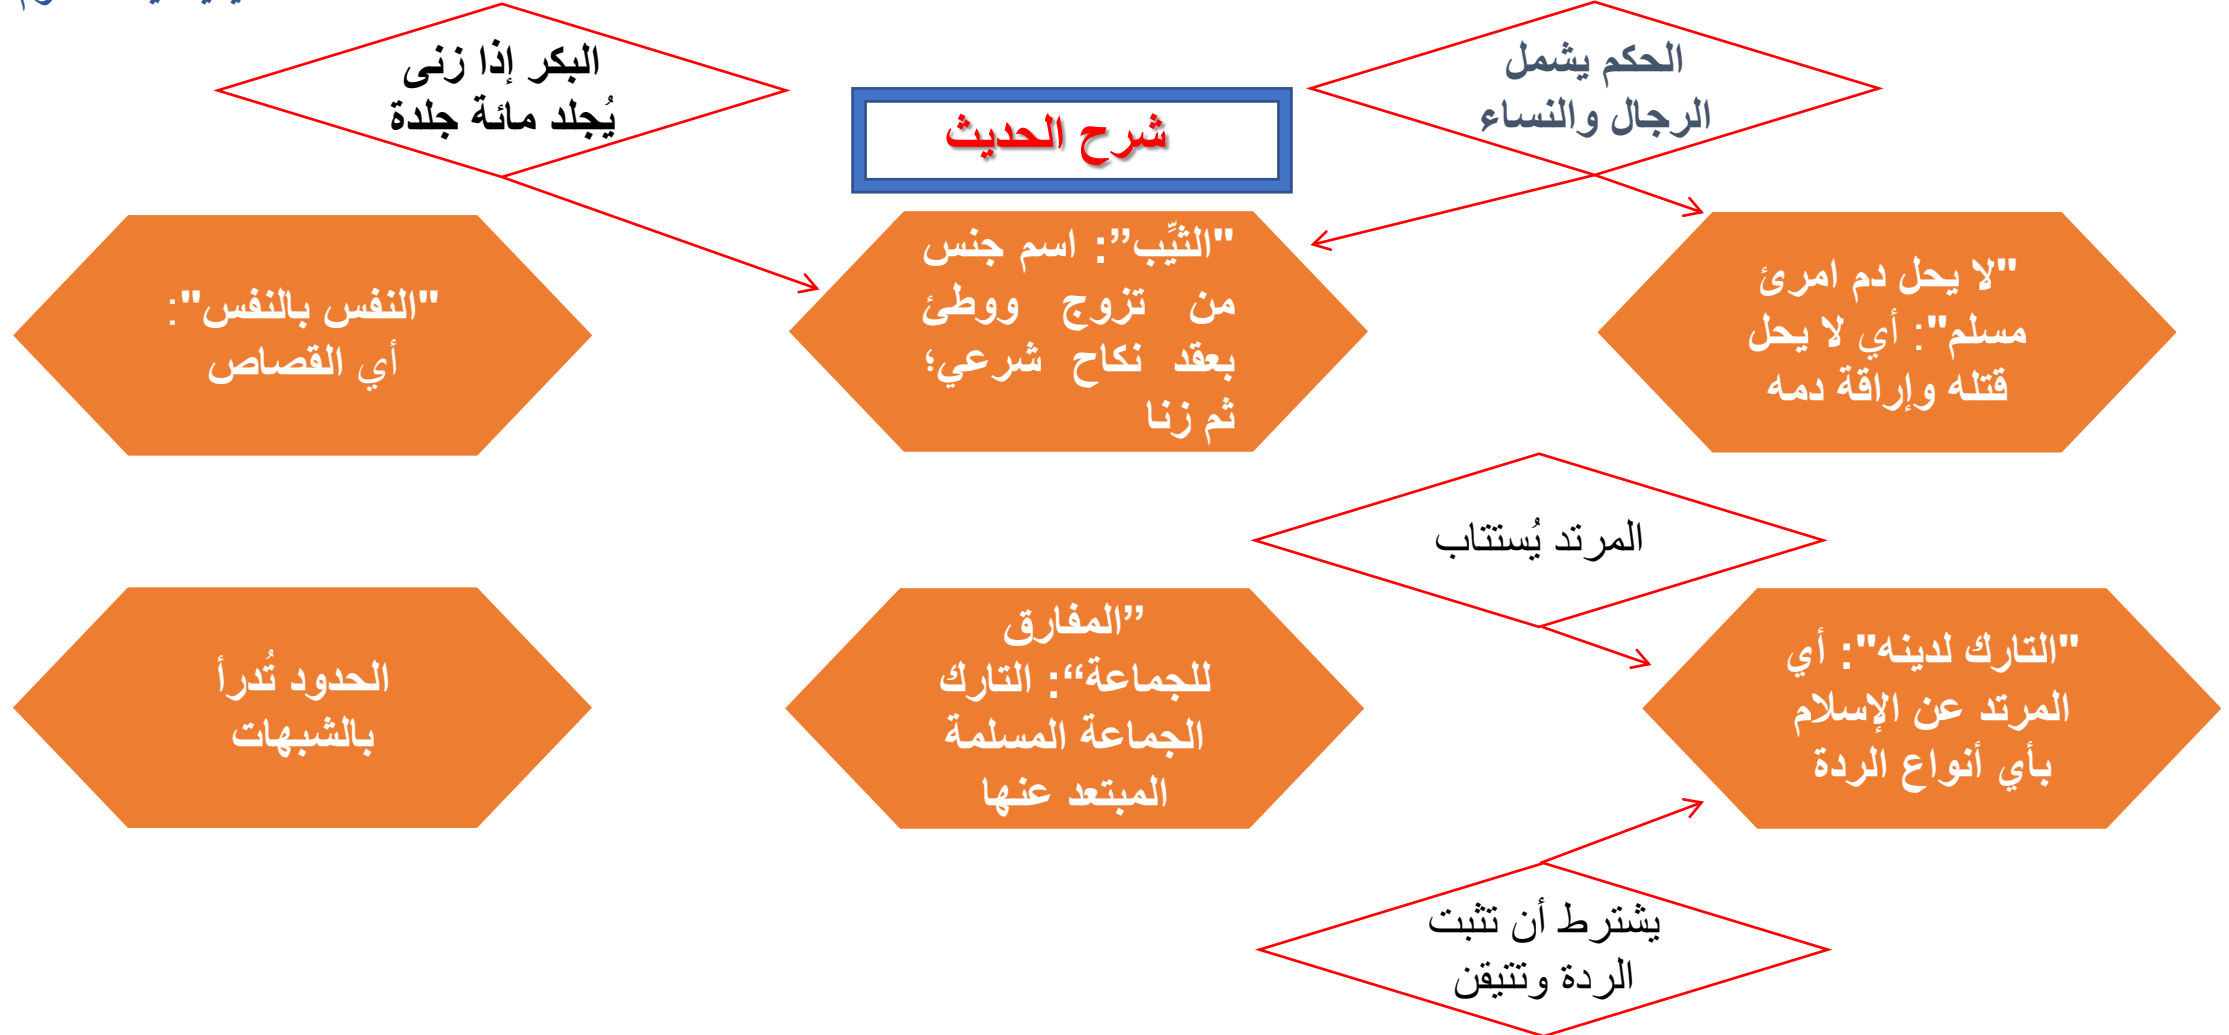 الحكم يشمل
الرجال والنساء
البكر إذا زنى
يُجلد مائة جلدة
شرح الحديث
"لا يحل دم امرئ
مسلم": أي لا يحل
قتله وإراقة دمه
"الثيِّب”: اسم جنس
من تزوج ووطئ
بعقد نكاح شرعي؛
ثم زنا
"النفس بالنفس":
أي القصاص
المرتد يُستتاب
"التارك لدينه": أي
المرتد عن الإسلام
بأي أنواع الردة
”المفارق
للجماعة“: التارك
الجماعة المسلمة
المبتعد عنها
الحدود تُدرأ
بالشبهات
يشترط أن تثبت
الردة وتتيقن